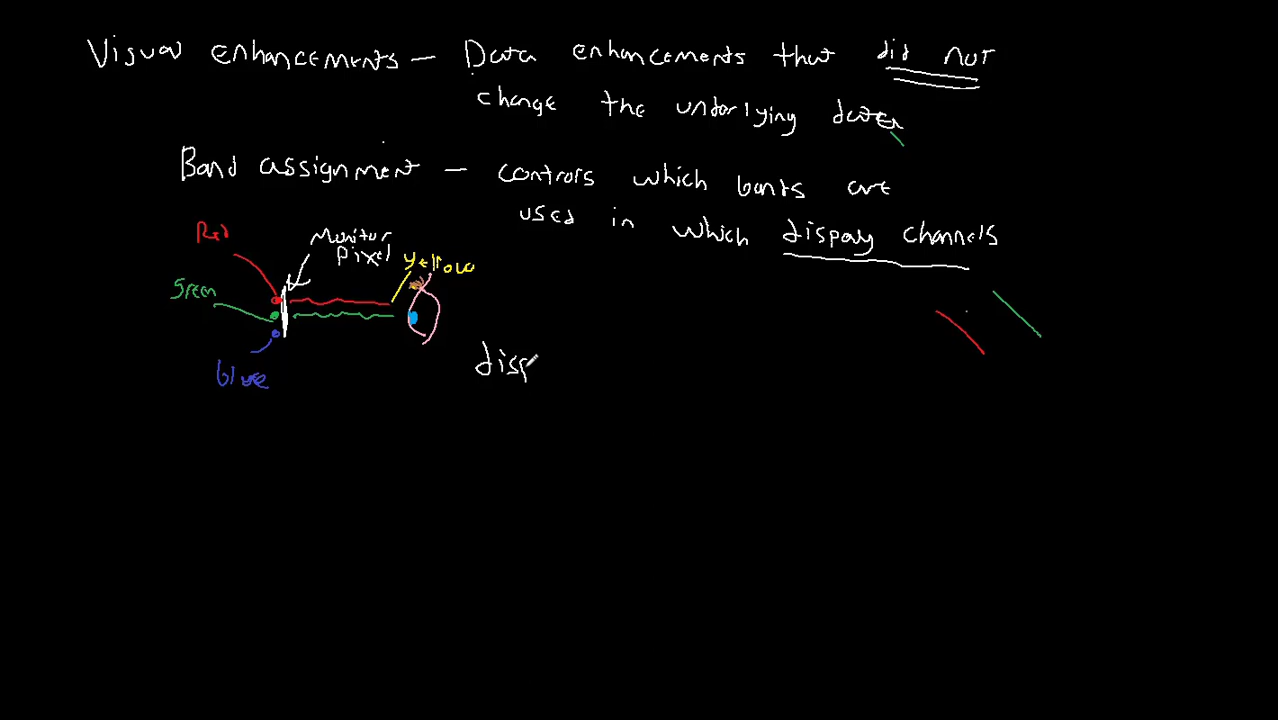 Visual enhancements — Data enhancements that did not
change the underlying data
Band assignment — controls which bands are
used in which display channels
Red
Monitor
pixel
yellow
Green
blue
disp